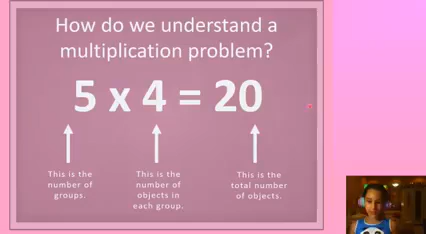 How do we understand a
multiplication problem?
5 x 4 = 20
This is the
number of
groups.
This is the
number of
objects in
each group.
This is the
total number
of objects.